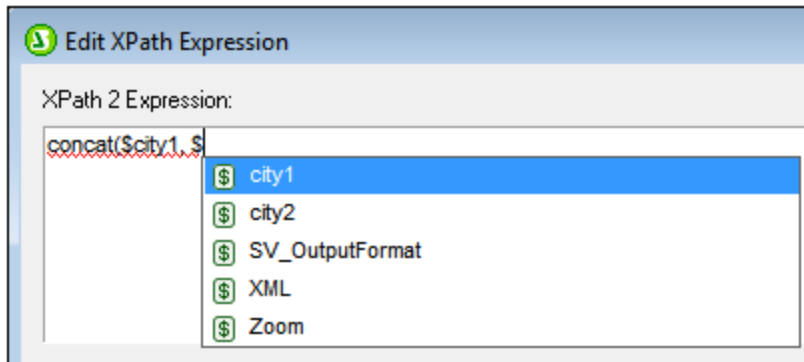 Edit XPath Expression
XPath 2 Expression:
concat($city1, $
$ city1
$ city2
$ SV_OutputFormat
$ XML
$ Zoom